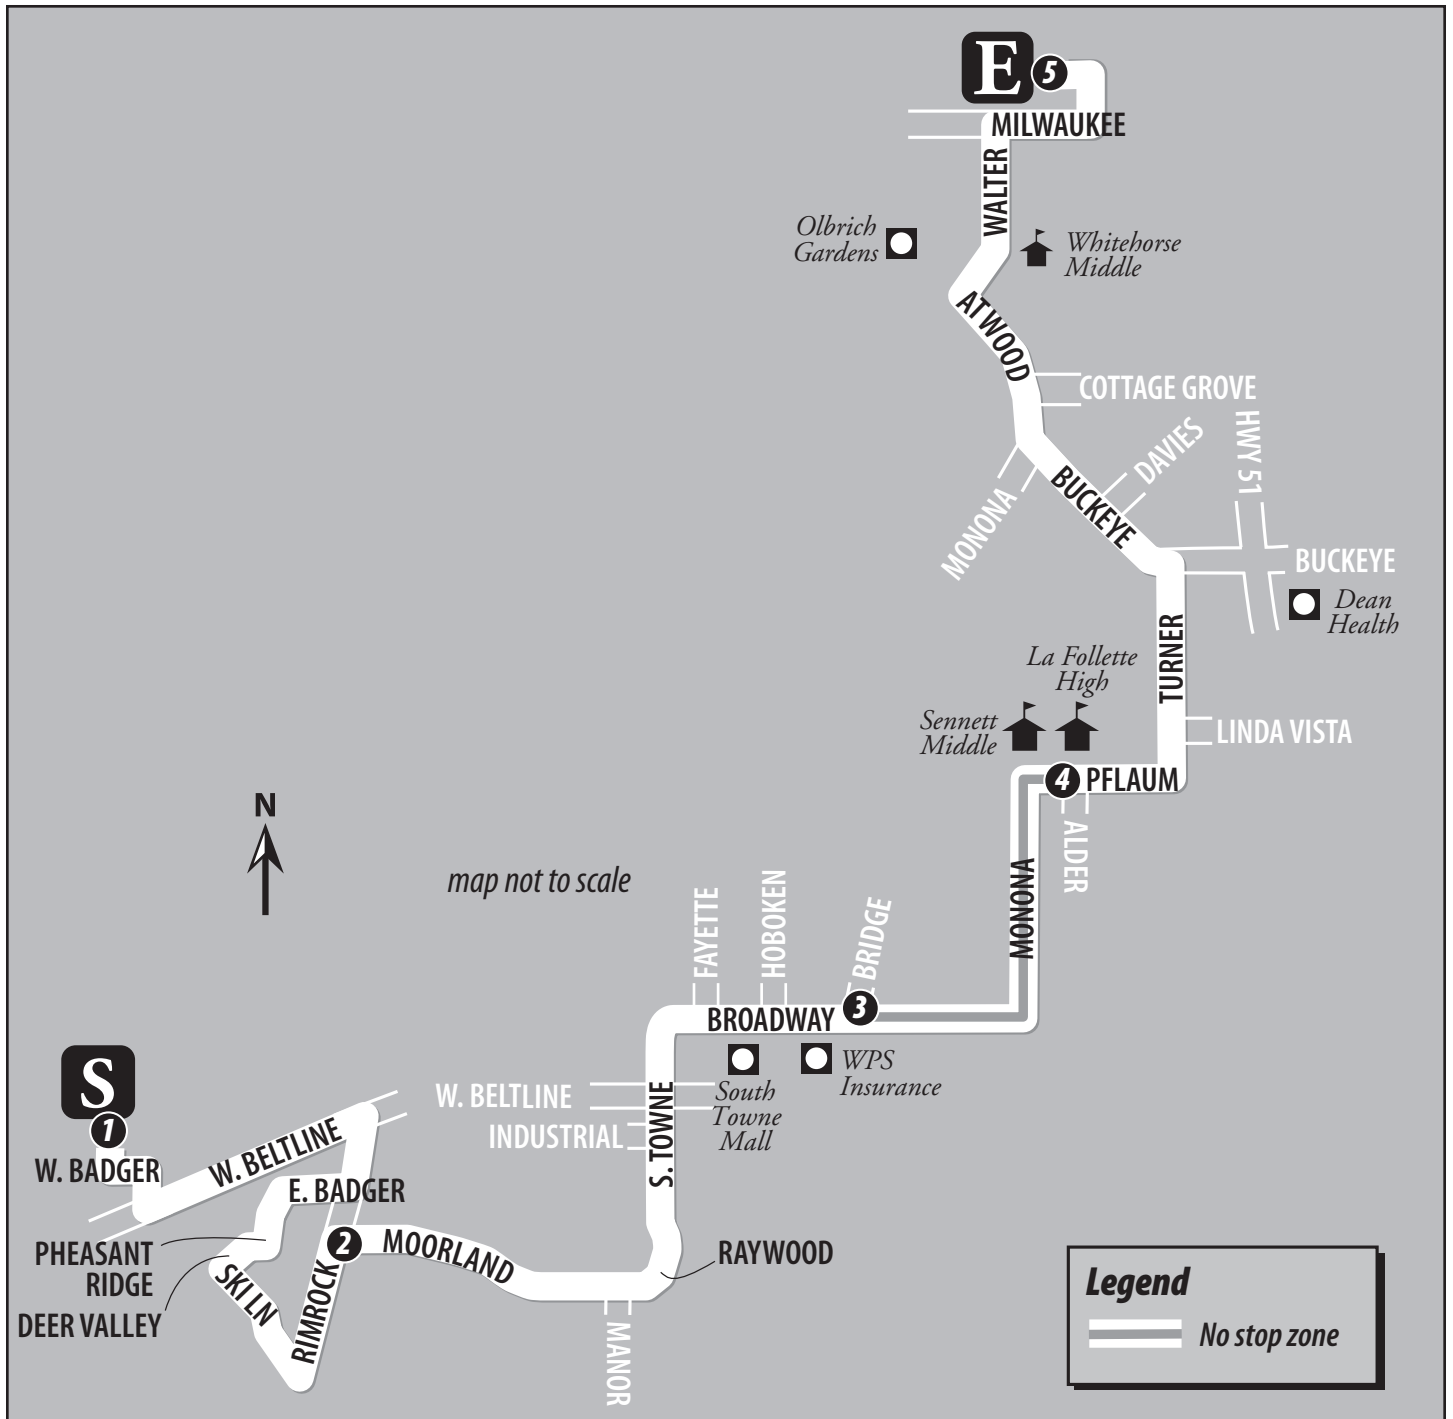 E
5
MILWAUKEE
WALTER
Olbrich
Gardens
Whitehorse
Middle
ATWOOD
COTTAGE GROVE
MONONA
BUCKEYE
DAVIES
HWY 51
BUCKEYE
Dean
Health
TURNER
La Follette
High
Sennett
Middle
LINDA VISTA
4
PFLAUM
ALDER
N
map not to scale
MONONA
FAYETTE
HOBOKEN
BRIDGE
BROADWAY
3
South
Towne
Mall
WPS
Insurance
S
1
W. BADGER
W. BELTLINE
W. BELTLINE
INDUSTRIAL
S. TOWNE
E. BADGER
PHEASANT
RIDGE
DEER VALLEY
SKI LN
RIMROCK
2
MOORLAND
RAYWOOD
MANOR
Legend
No stop zone